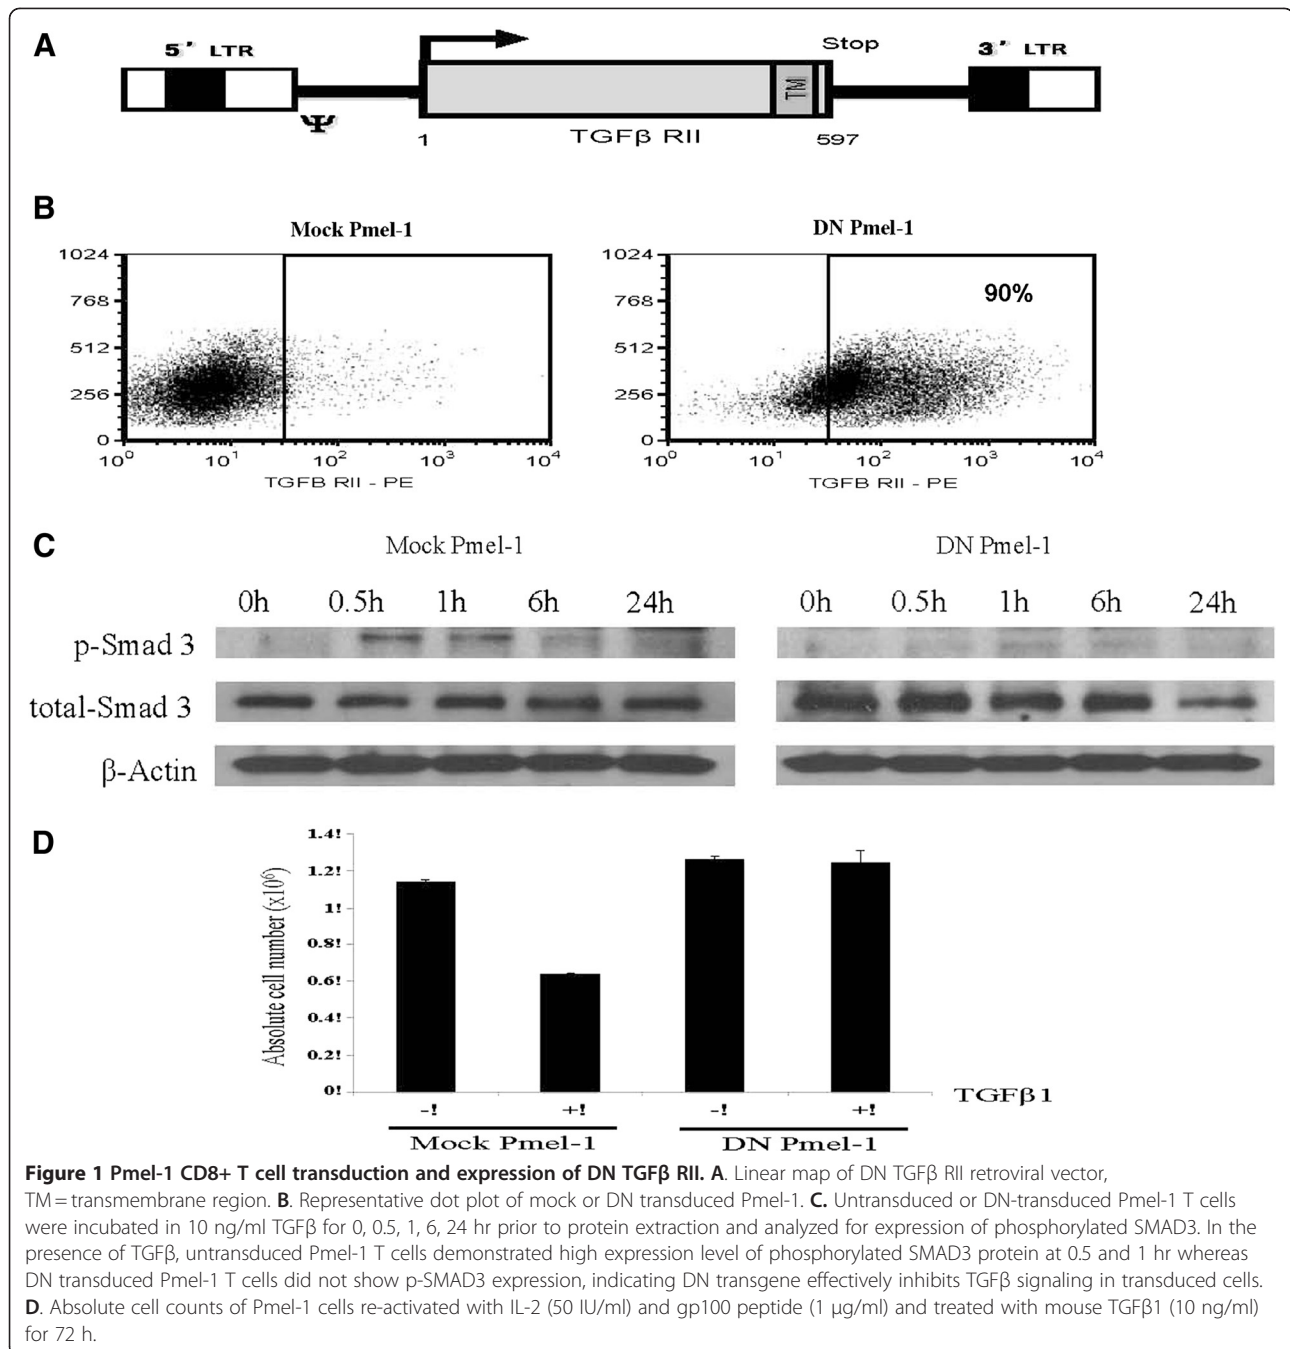 A
5' LTR
Stop
3' LTR
TM
Ψ
1
TGFβ RII
597
B
Mock Pmel-1
1024
768
512
256
0
10⁰ 10¹ 10² 10³ 10⁴
TGFB RII - PE
DN Pmel-1
90%
1024
768
512
256
0
10⁰ 10¹ 10² 10³ 10⁴
TGFB RII - PE
C
Mock Pmel-1 DN Pmel-1
0h 0.5h 1h 6h 24h 0h 0.5h 1h 6h 24h
p-Smad 3
total-Smad 3
β-Actin
D
Absolute cell number (x10⁶)
1.4!
1.2!
1!
0.8!
0.6!
0.4!
0.2!
0!
-! +! -! +! TGFβ1
Mock Pmel-1 DN Pmel-1
Figure 1 Pmel-1 CD8+ T cell transduction and expression of DN TGFβ RII. A. Linear map of DN TGFβ RII retroviral vector,
TM = transmembrane region. B. Representative dot plot of mock or DN transduced Pmel-1. C. Untransduced or DN-transduced Pmel-1 T cells
were incubated in 10 ng/ml TGFβ for 0, 0.5, 1, 6, 24 hr prior to protein extraction and analyzed for expression of phosphorylated SMAD3. In the
presence of TGFβ, untransduced Pmel-1 T cells demonstrated high expression level of phosphorylated SMAD3 protein at 0.5 and 1 hr whereas
DN transduced Pmel-1 T cells did not show p-SMAD3 expression, indicating DN transgene effectively inhibits TGFβ signaling in transduced cells.
D. Absolute cell counts of Pmel-1 cells re-activated with IL-2 (50 IU/ml) and gp100 peptide (1 μg/ml) and treated with mouse TGFβ1 (10 ng/ml)
for 72 h.